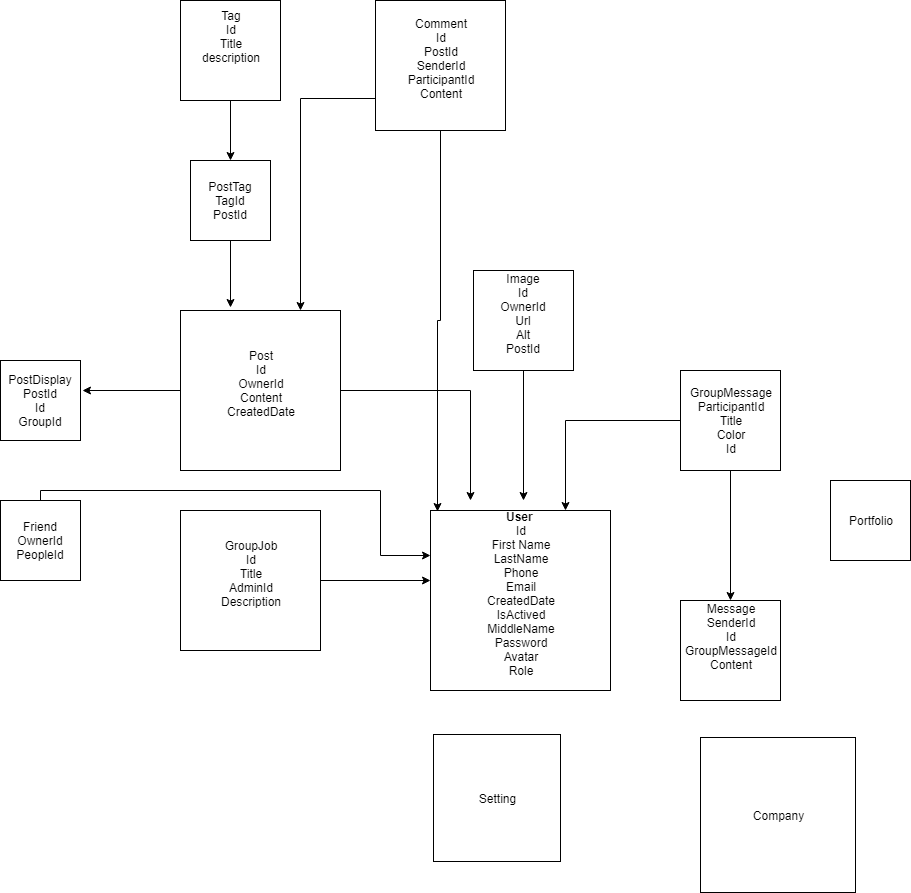 Tag
Id
Title
description
Comment
Id
PostId
SenderId
ParticipantId
Content
PostTag
TagId
PostId
Image
Id
OwnerId
Url
Alt
PostId
Post
Id
OwnerId
Content
CreatedDate
PostDisplay
PostId
Id
GroupId
GroupMessage
ParticipantId
Title
Color
Id
Friend
OwnerId
PeopleId
GroupJob
Id
Title
AdminId
Description
User
Id
First Name
LastName
Phone
Email
CreatedDate
IsActived
MiddleName
Password
Avatar
Role
Portfolio
Message
SenderId
Id
GroupMessageId
Content
Setting
Company